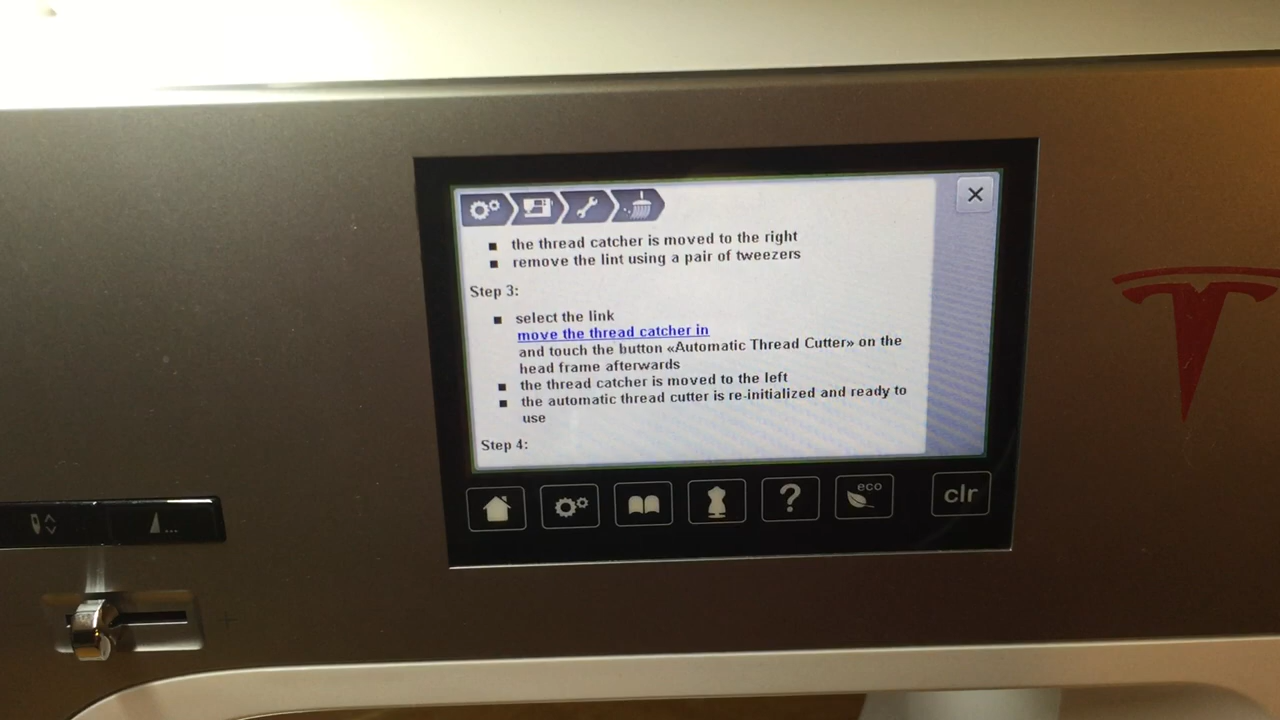 the thread catcher is moved to the right
remove the lint using a pair of tweezers
Step 3:
select the link
move the thread catcher in
and touch the button «Automatic Thread Cutter» on the
head frame afterwards
the thread catcher is moved to the left
the automatic thread cutter is re-initialized and ready to
use
Step 4:
?
eco
clr